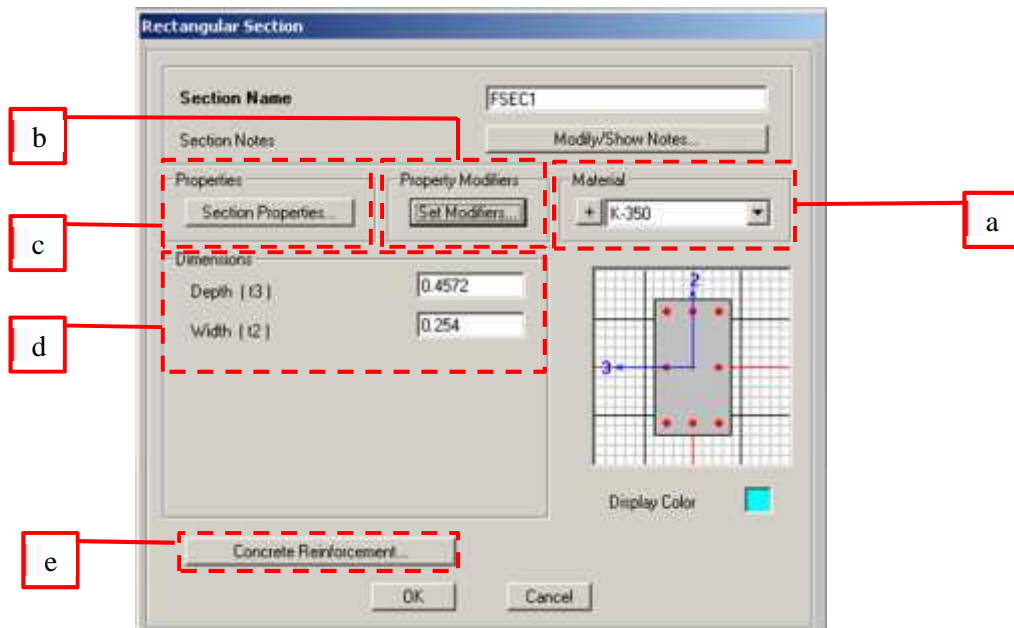 Rectangular Section
Section Name
FSEC1
b
Section Notes
Modify/Show Notes...
Properties
Property Modifiers
Material
Section Properties...
Set Modifiers...
+
K-350
a
c
Dimensions
Depth ( t3 )
0.4572
Width ( t2 )
0.254
d
2
3
Display Color
e
Concrete Reinforcement...
OK
Cancel